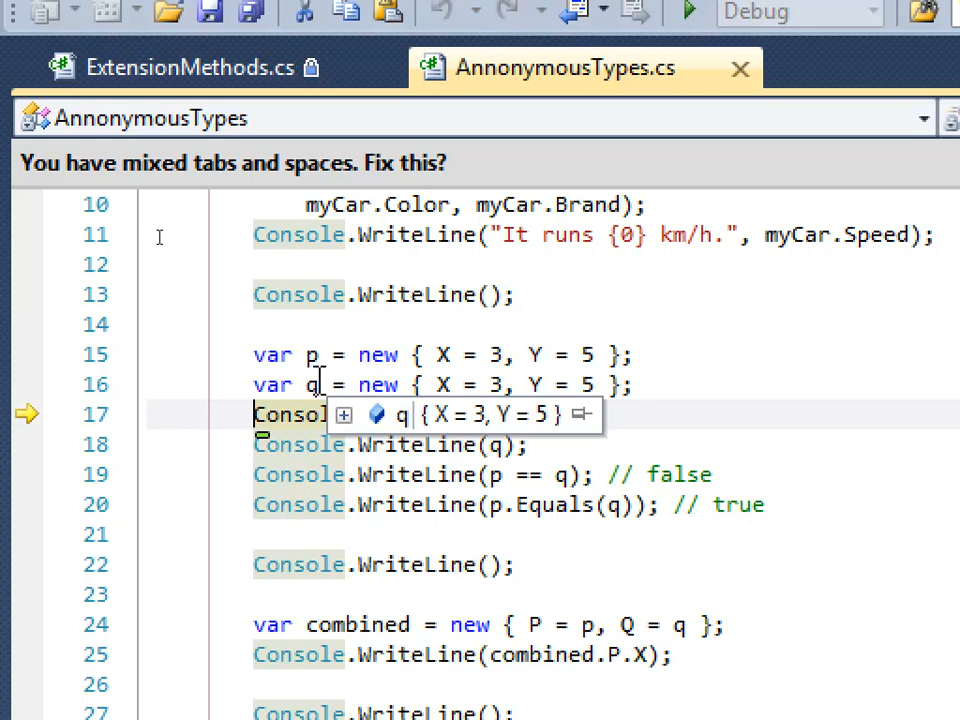 Debug
ExtensionMethods.cs AnnonymousTypes.cs
AnnonymousTypes
You have mixed tabs and spaces. Fix this?
10 myCar.Color, myCar.Brand);
11 Console.WriteLine("It runs {0} km/h.", myCar.Speed);
12
13 Console.WriteLine();
14
15 var p = new { X = 3, Y = 5 };
16 var q = new { X = 3, Y = 5 };
17 Consol q { X = 3, Y = 5 }
18 Console.WriteLine(q);
19 Console.WriteLine(p == q); // false
20 Console.WriteLine(p.Equals(q)); // true
21
22 Console.WriteLine();
23
24 var combined = new { P = p, Q = q };
25 Console.WriteLine(combined.P.X);
26
27 Console.WriteLine();